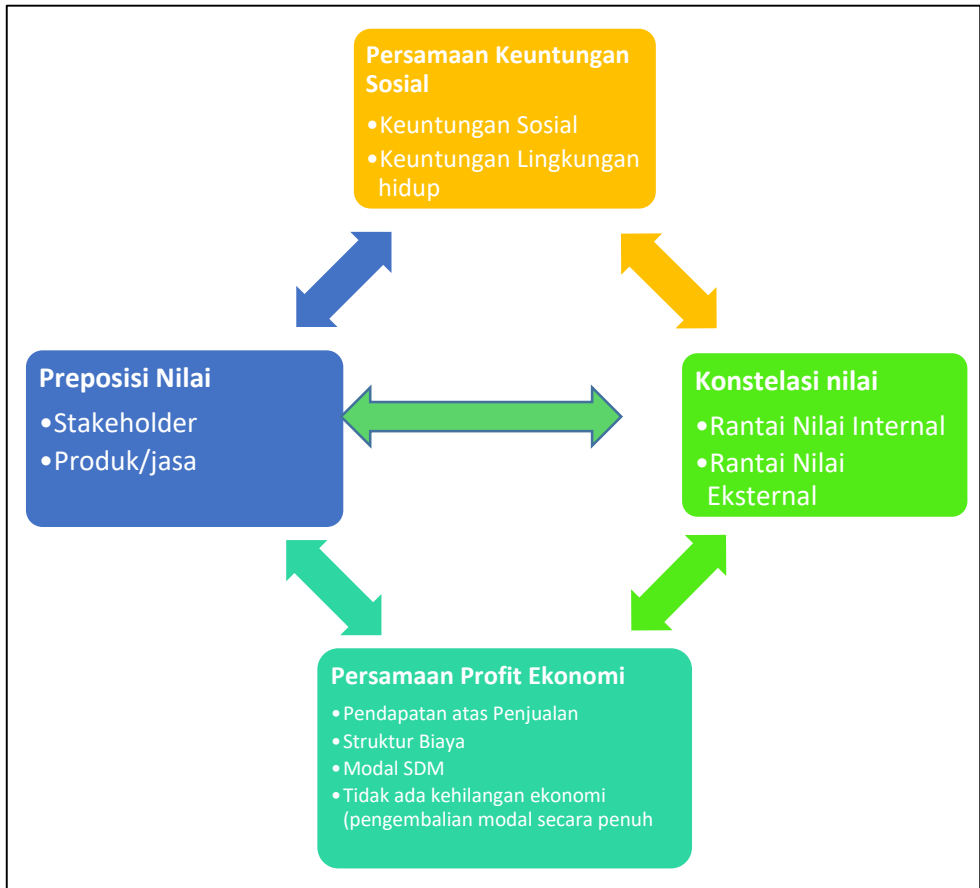 Persamaan Keuntungan
Sosial
•Keuntungan Sosial
•Keuntungan Lingkungan
hidup
Preposisi Nilai
•Stakeholder
•Produk/jasa
Konstelasi nilai
•Rantai Nilai Internal
•Rantai Nilai
Eksternal
Persamaan Profit Ekonomi
•Pendapatan atas Penjualan
•Struktur Biaya
•Modal SDM
•Tidak ada kehilangan ekonomi
(pengembalian modal secara penuh